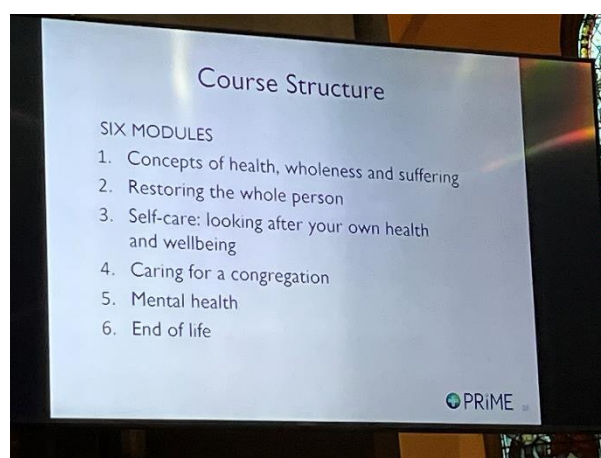 Course Structure
SIX MODULES
1. Concepts of health, wholeness and suffering
2. Restoring the whole person
3. Self-care: looking after your own health
and wellbeing
4. Caring for a congregation
5. Mental health
6. End of life
PRiME